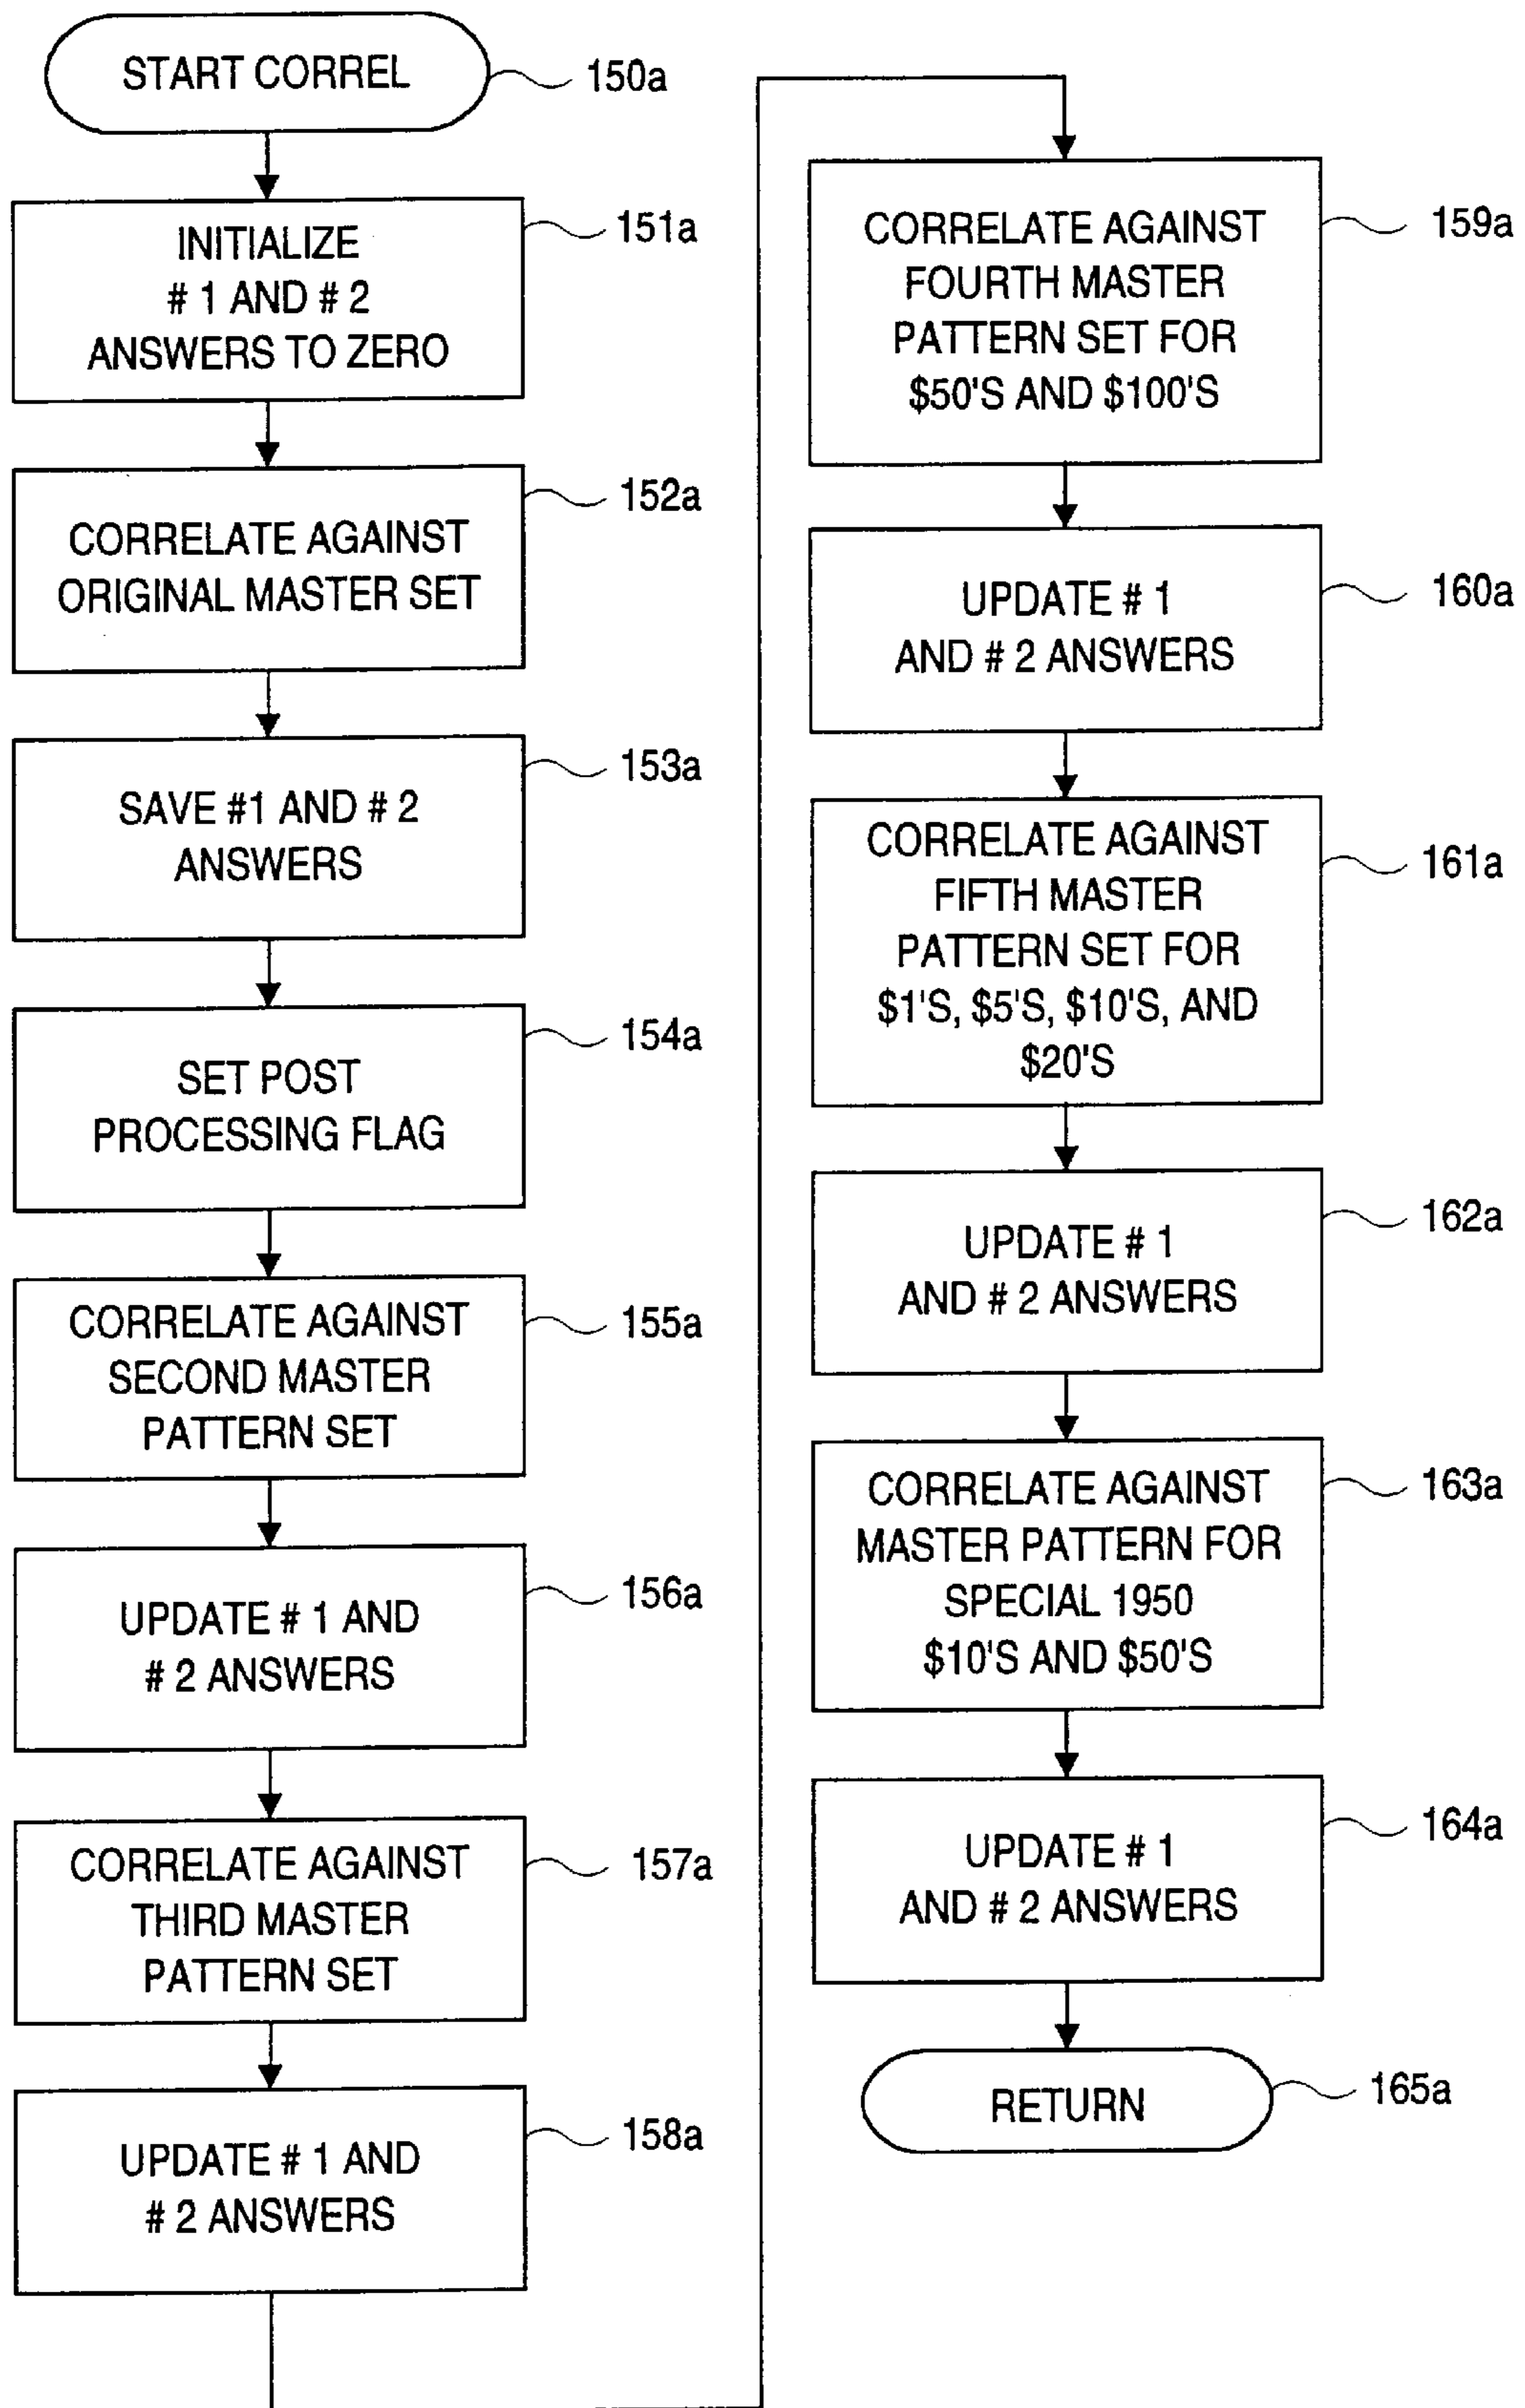 START CORREL
150a
INITIALIZE
# 1 AND # 2
ANSWERS TO ZERO
151a
CORRELATE AGAINST
ORIGINAL MASTER SET
152a
SAVE #1 AND # 2
ANSWERS
153a
SET POST
PROCESSING FLAG
154a
CORRELATE AGAINST
SECOND MASTER
PATTERN SET
155a
UPDATE # 1 AND
# 2 ANSWERS
156a
CORRELATE AGAINST
THIRD MASTER
PATTERN SET
157a
UPDATE # 1 AND
# 2 ANSWERS
158a
CORRELATE AGAINST
FOURTH MASTER
PATTERN SET FOR
$50'S AND $100'S
159a
UPDATE # 1
AND # 2 ANSWERS
160a
CORRELATE AGAINST
FIFTH MASTER
PATTERN SET FOR
$1'S, $5'S, $10'S, AND
$20'S
161a
UPDATE # 1
AND # 2 ANSWERS
162a
CORRELATE AGAINST
MASTER PATTERN FOR
SPECIAL 1950
$10'S AND $50'S
163a
UPDATE # 1
AND # 2 ANSWERS
164a
RETURN
165a